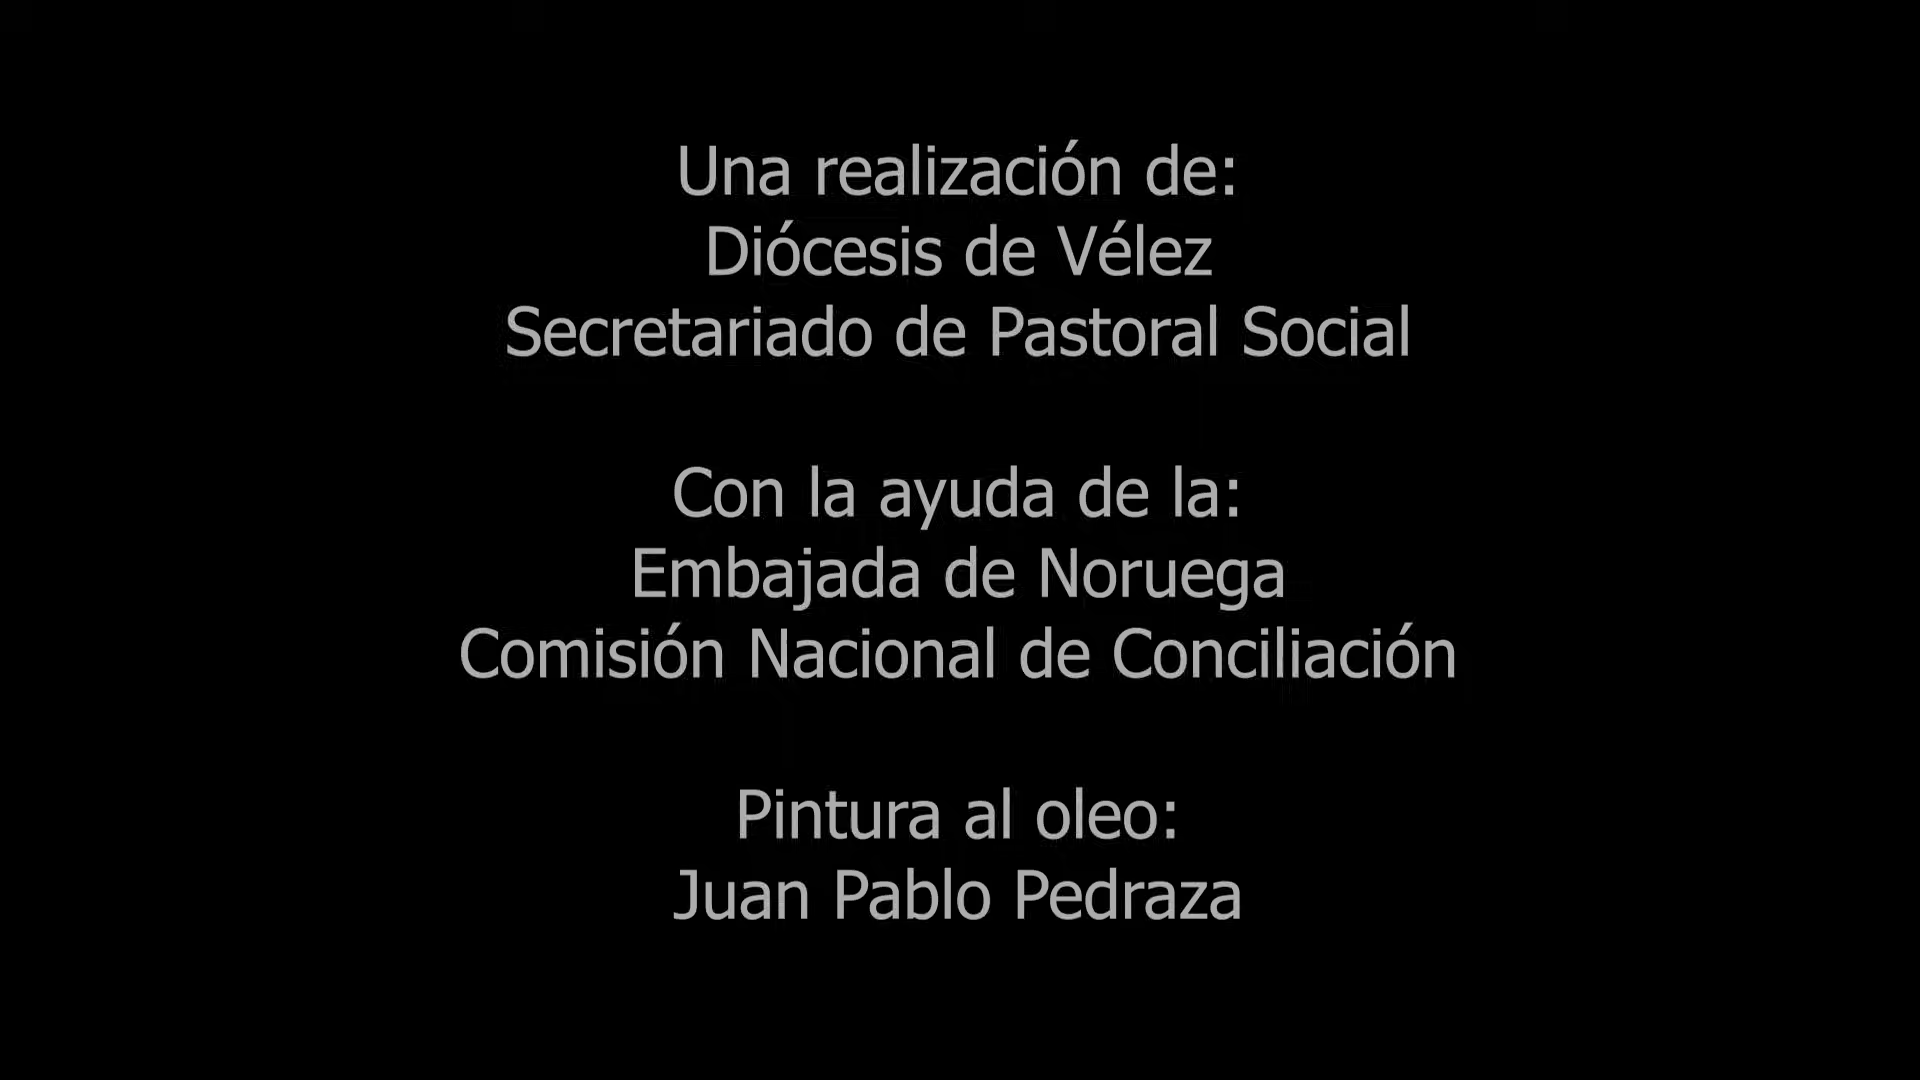 Una realización de:
Diócesis de Vélez
Secretariado de Pastoral Social
Con la ayuda de la:
Embajada de Noruega
Comisión Nacional de Conciliación
Pintura al oleo:
Juan Pablo Pedraza